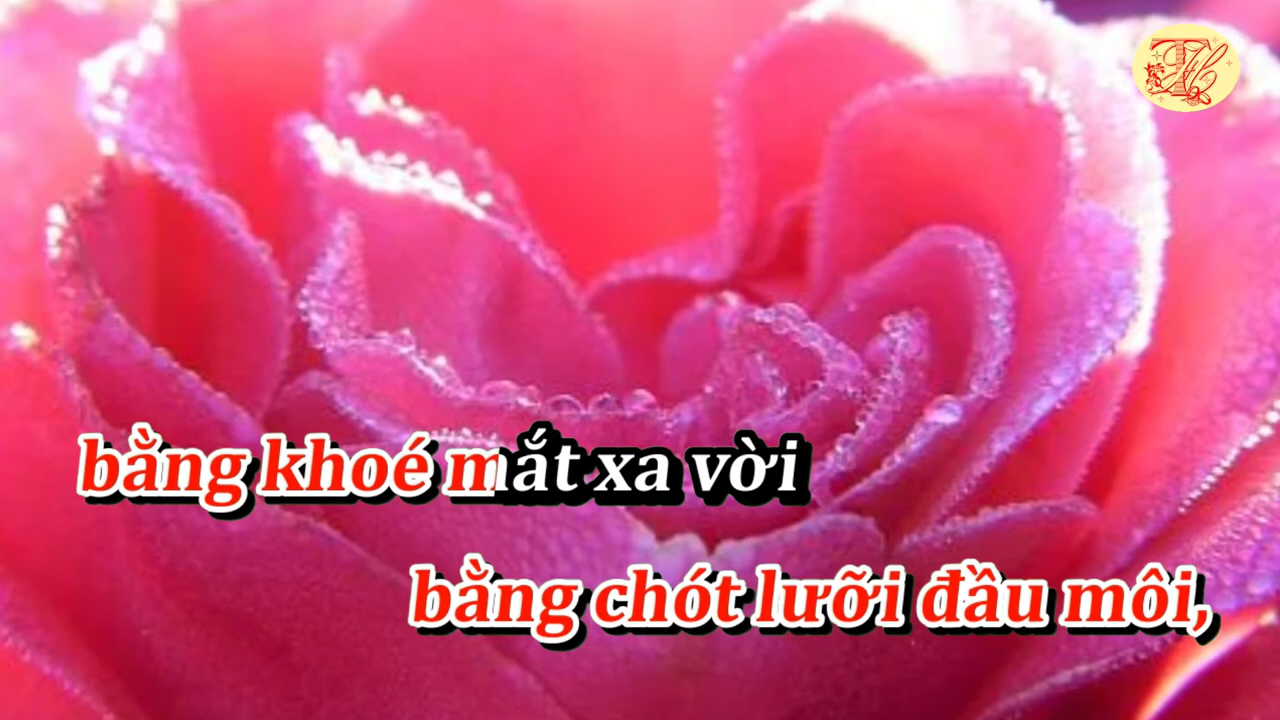 bằng khoé mắt xa vời
bằng chót lưỡi đầu môi,